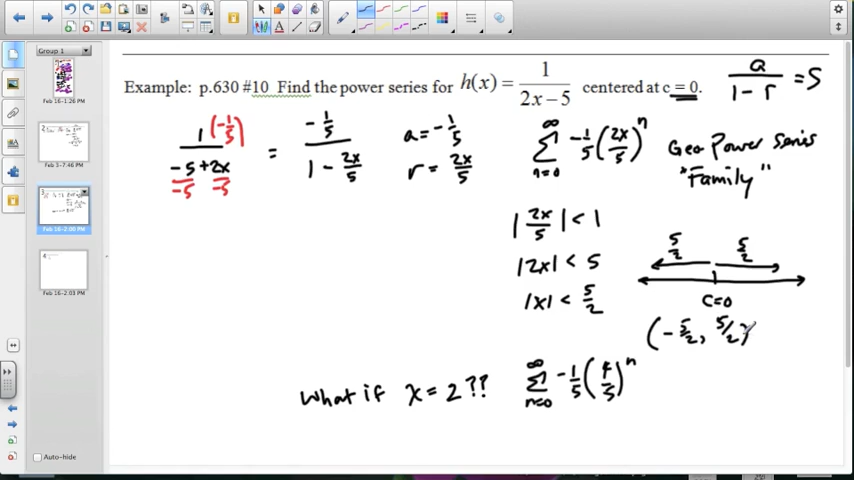 Group 1
Feb 16-1:26 PM
Feb 3-7:46 PM
Feb 16-2:00 PM
Feb 16-2:03 PM
Auto-hide
Example: p.630 #10 Find the power series for h(x) = 1/(2x − 5) centered at c = 0.
a/(1 − r) = S
1(−1/5)/(−5 + 2x) = (−1/5)/(1 − 2x/5)
−5 −5
a = −1/5
r = 2x/5
∞ Σ n=0 −1/5 (2x/5)^n
Geo Power Series
"Family"
|2x/5| < 1
|2x| < 5
|x| < 5/2
5/2 5/2
c=0
(−5/2, 5/2)
What if x = 2 ??
∞ Σ n=0 −1/5 (4/5)^n